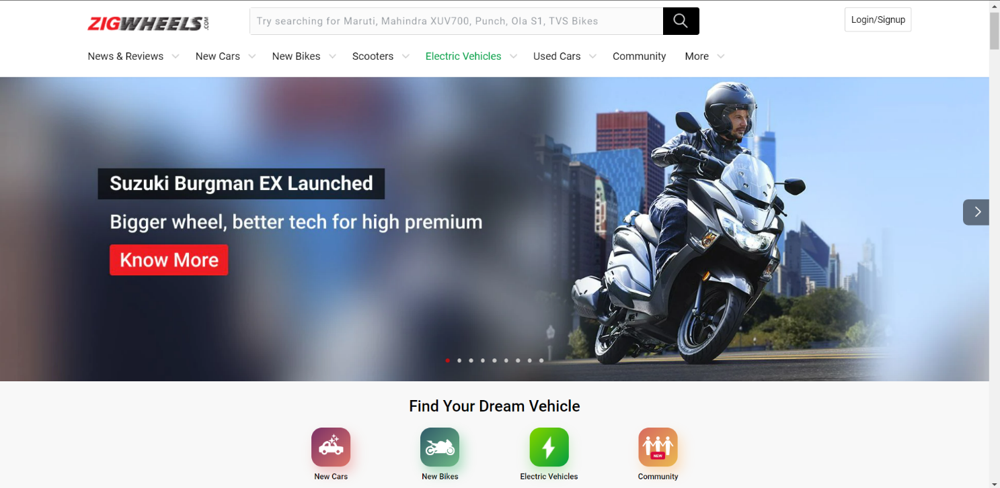 ZIGWHEELS.COM
Try searching for Maruti, Mahindra XUV700, Punch, Ola S1, TVS Bikes
Login/Signup
News & Reviews New Cars New Bikes Scooters Electric Vehicles Used Cars Community More
Suzuki Burgman EX Launched
Bigger wheel, better tech for high premium
Know More
Find Your Dream Vehicle
NEW
New Cars New Bikes Electric Vehicles Community